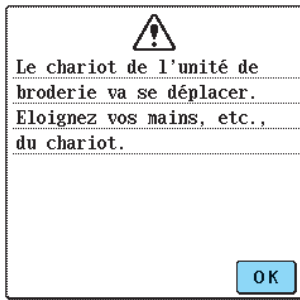 Le chariot de l'unité de
broderie va se déplacer.
Eloignez vos mains, etc.,
du chariot.
OK